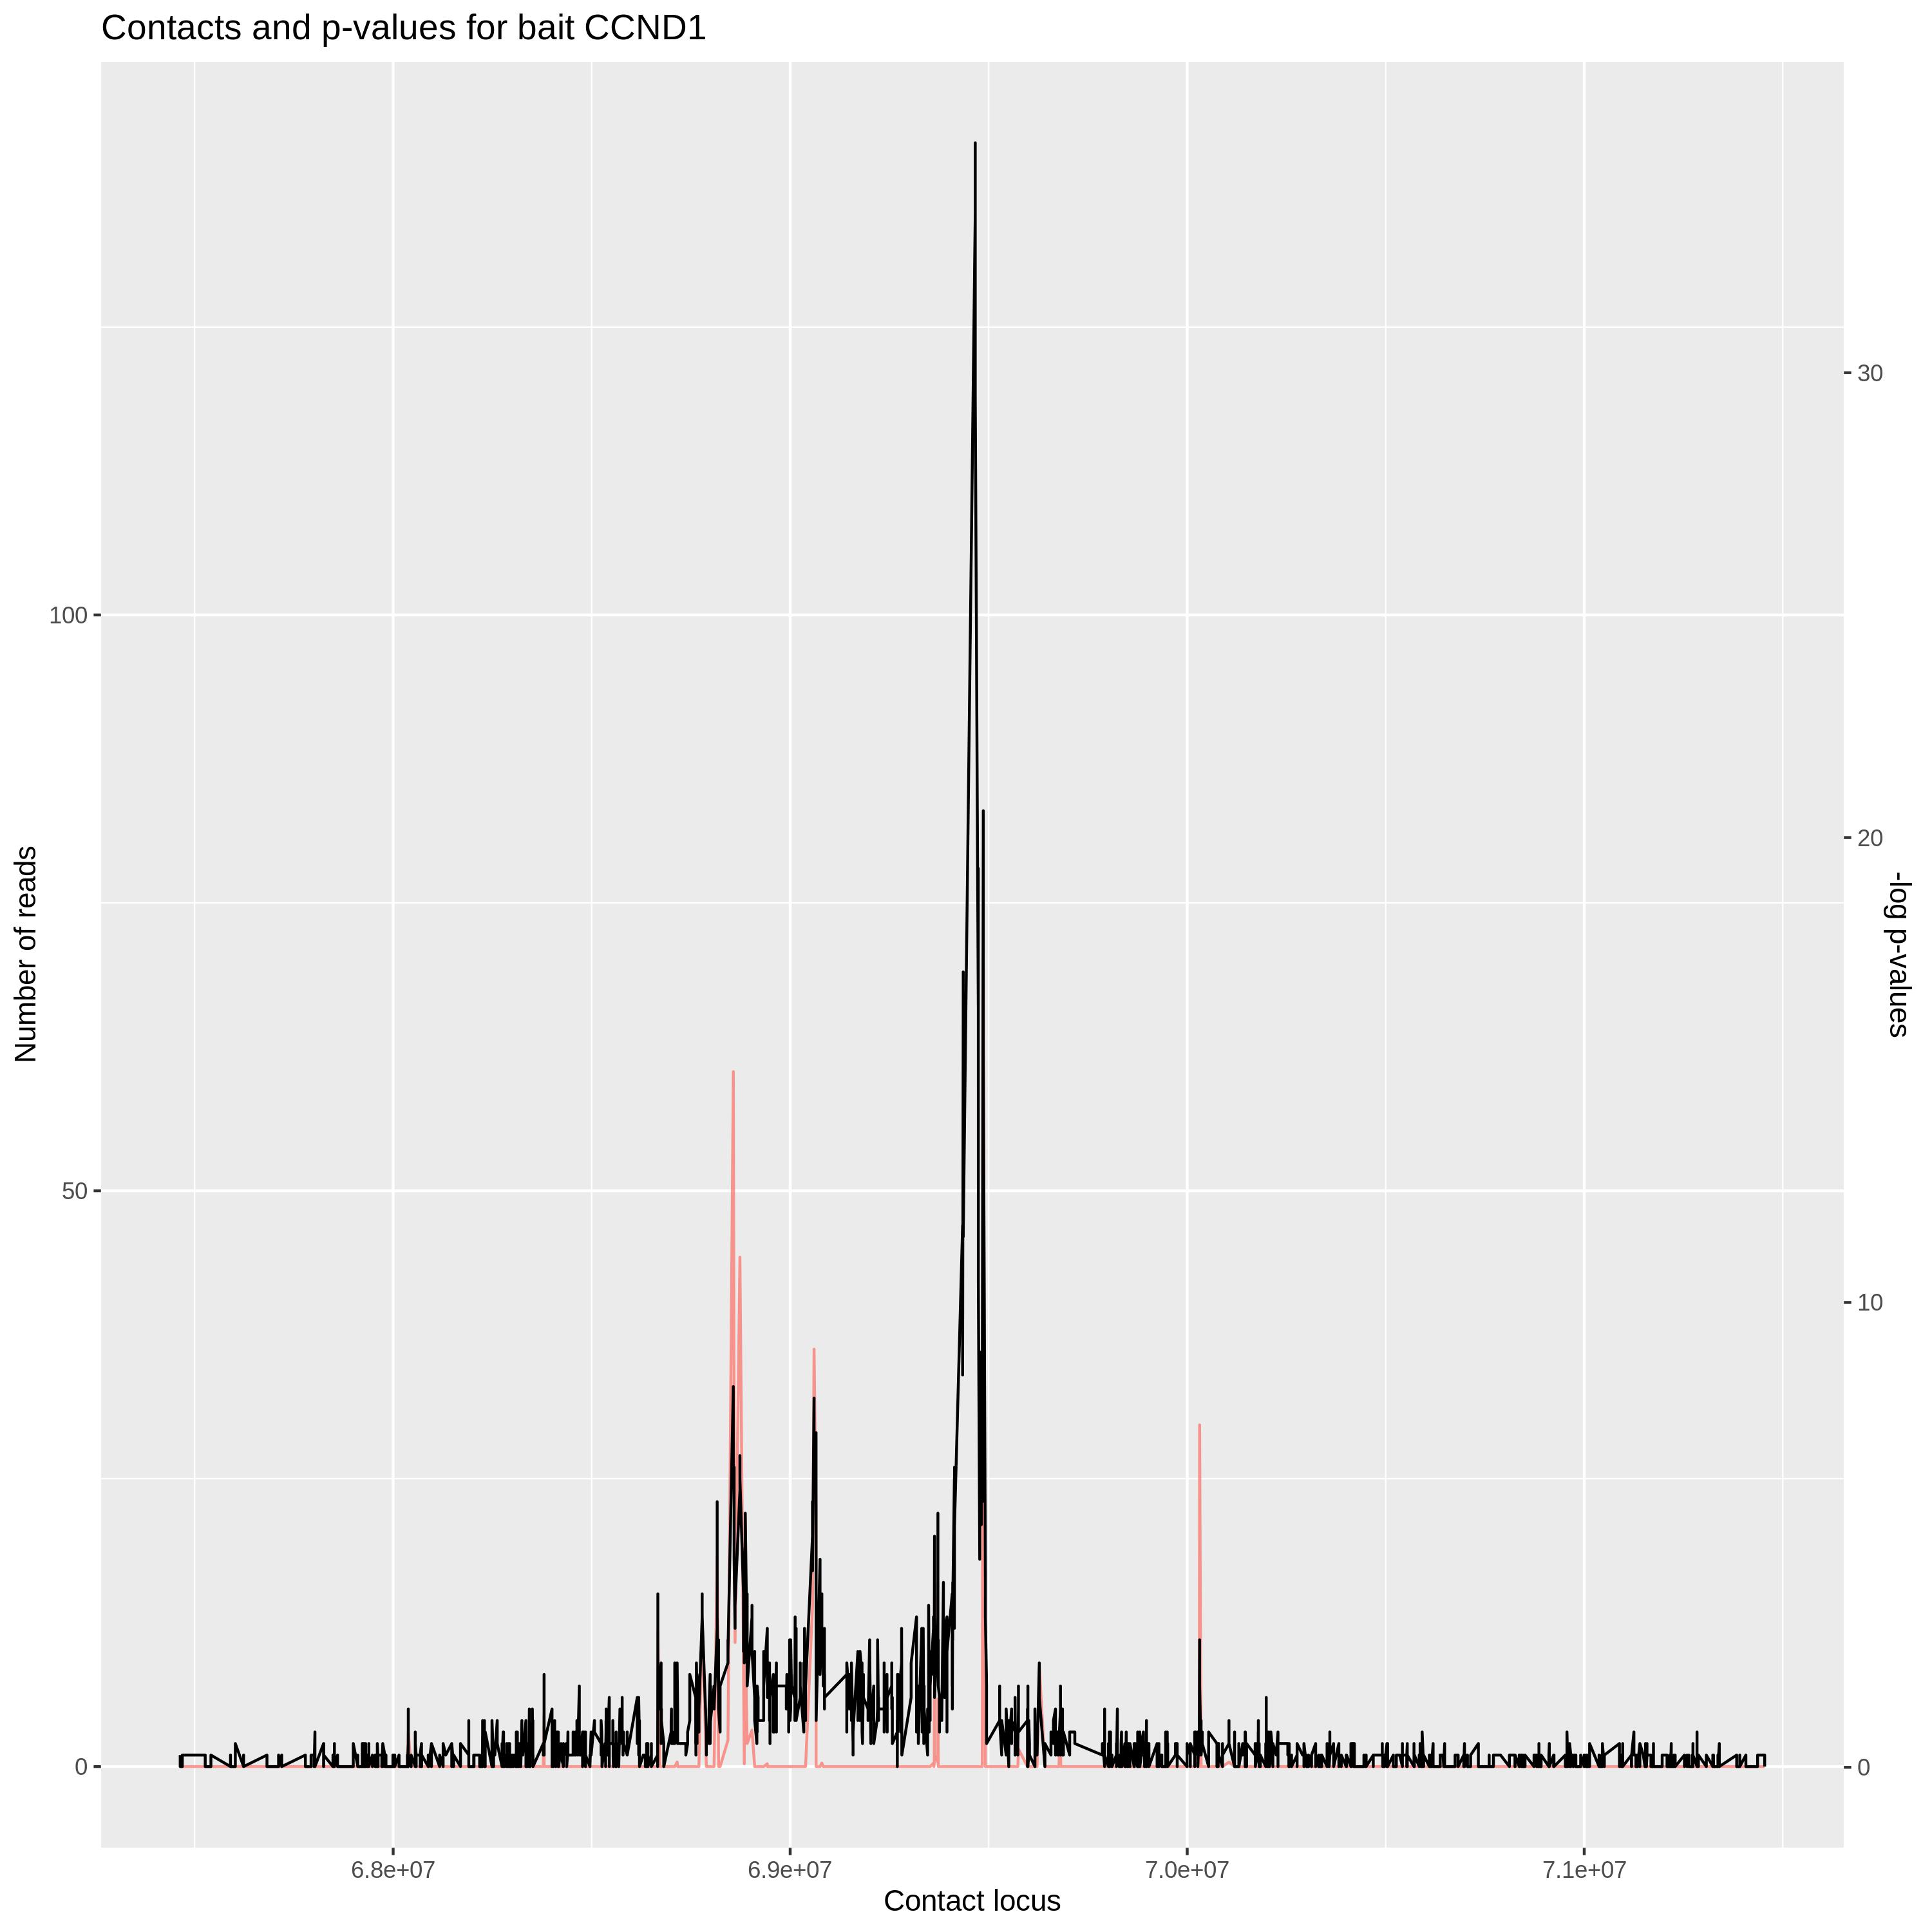 Contacts and p-values for bait CCND1
Number of reads
100
50
0
30
20
10
0
-log p-values
6.8e+07
6.9e+07
7.0e+07
7.1e+07
Contact locus